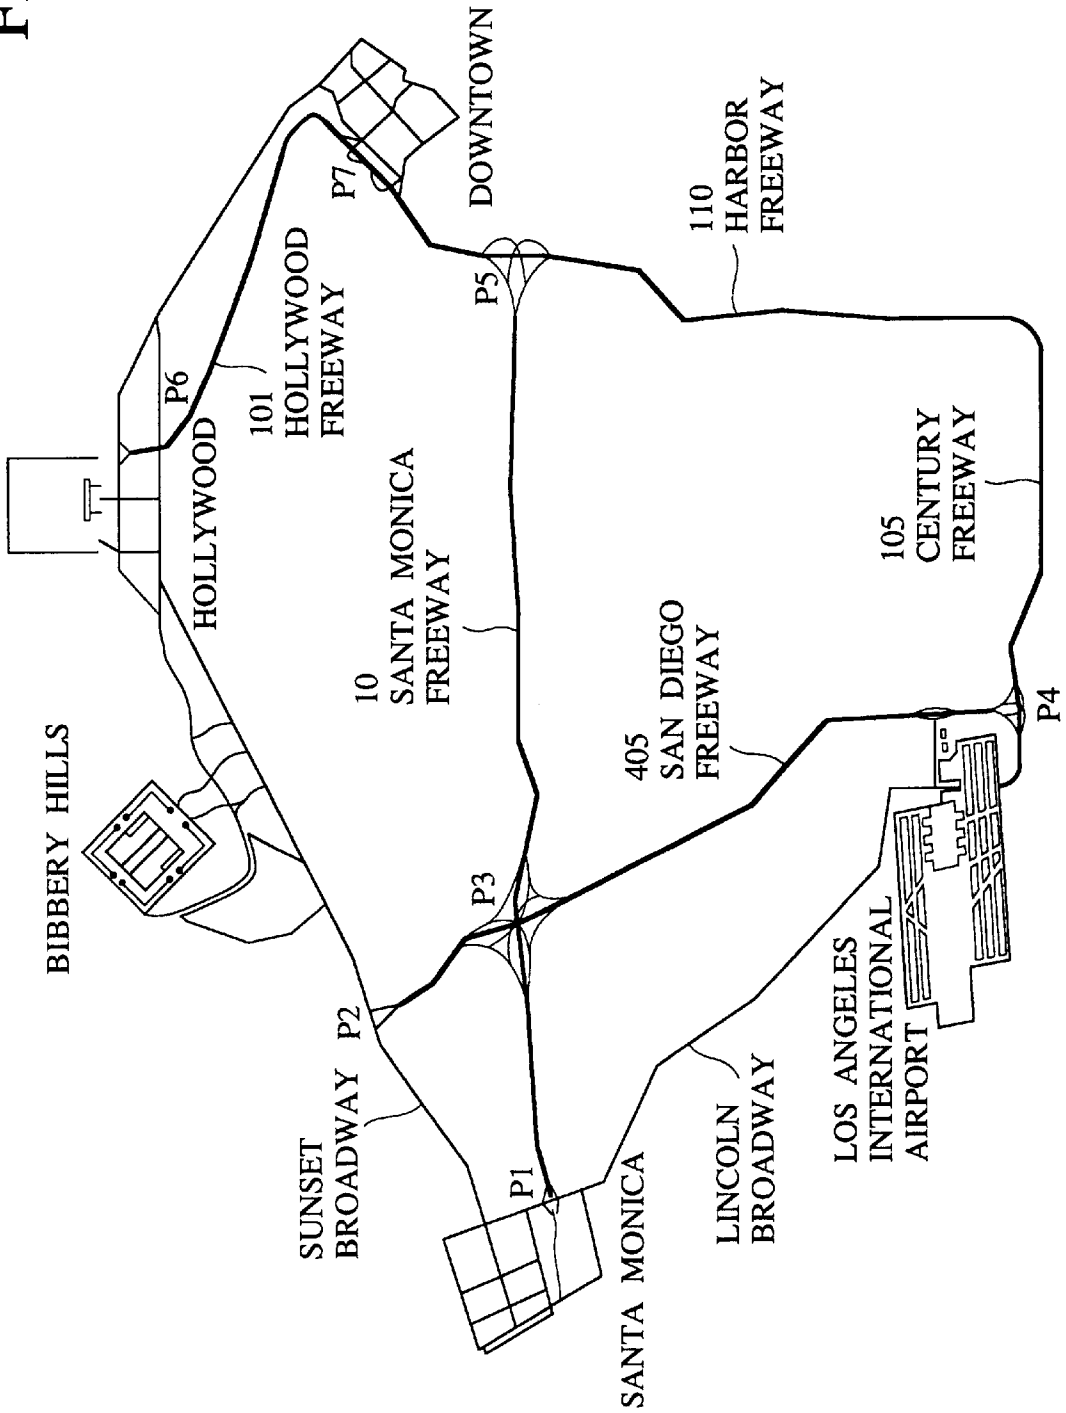 F
BIBBERY HILLS
HOLLYWOOD
P6
101
HOLLYWOOD
FREEWAY
P7
DOWNTOWN
P2
SUNSET
BROADWAY
P3
10
SANTA MONICA
FREEWAY
P5
110
HARBOR
FREEWAY
P1
SANTA MONICA
405
SAN DIEGO
FREEWAY
LINCOLN
BROADWAY
LOS ANGELES
INTERNATIONAL
AIRPORT
P4
105
CENTURY
FREEWAY